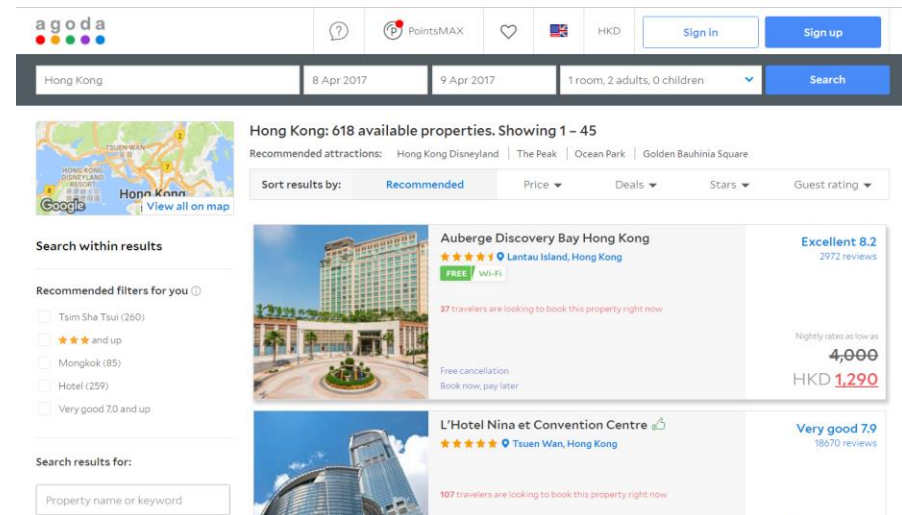 agoda
PointsMAX
HKD
Sign in
Sign up
Hong Kong
8 Apr 2017
9 Apr 2017
1 room, 2 adults, 0 children
Search
TSUEN WAN
HONG KONG
DISNEYLAND
RESORT
Hong Kong
Google
View all on map
2
7
8
Hong Kong: 618 available properties. Showing 1 – 45
Recommended attractions: Hong Kong Disneyland | The Peak | Ocean Park | Golden Bauhinia Square
Sort results by: Recommended Price Deals Stars Guest rating
Search within results
Recommended filters for you
Tsim Sha Tsui (260)
★★★ and up
Mongkok (85)
Hotel (259)
Very good 7.0 and up
Search results for:
Property name or keyword
Auberge Discovery Bay Hong Kong
Lantau Island, Hong Kong
FREE Wi-Fi
37 travelers are looking to book this property right now
Free cancellation
Book now, pay later
Excellent 8.2
2972 reviews
Nightly rates as low as
4,000
HKD 1,290
L'Hotel Nina et Convention Centre
Tsuen Wan, Hong Kong
107 travelers are looking to book this property right now
Very good 7.9
18670 reviews